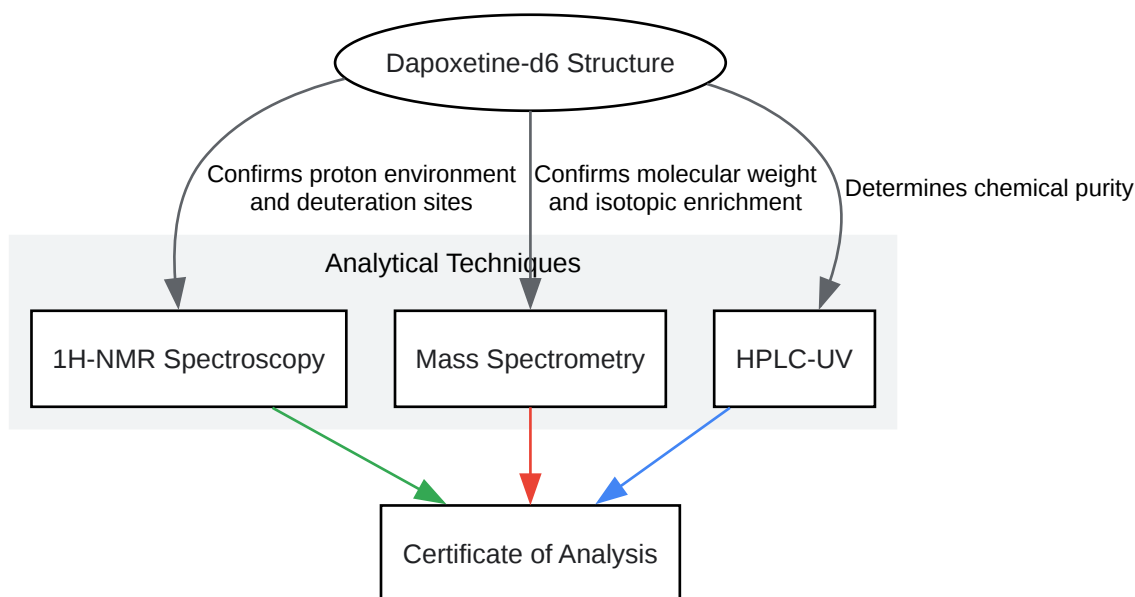 Dapoxetine-d6 Structure
Confirms proton environment
and deuteration sites
Confirms molecular weight
and isotopic enrichment
Determines chemical purity
Analytical Techniques
1H-NMR Spectroscopy
Mass Spectrometry
HPLC-UV
Certificate of Analysis